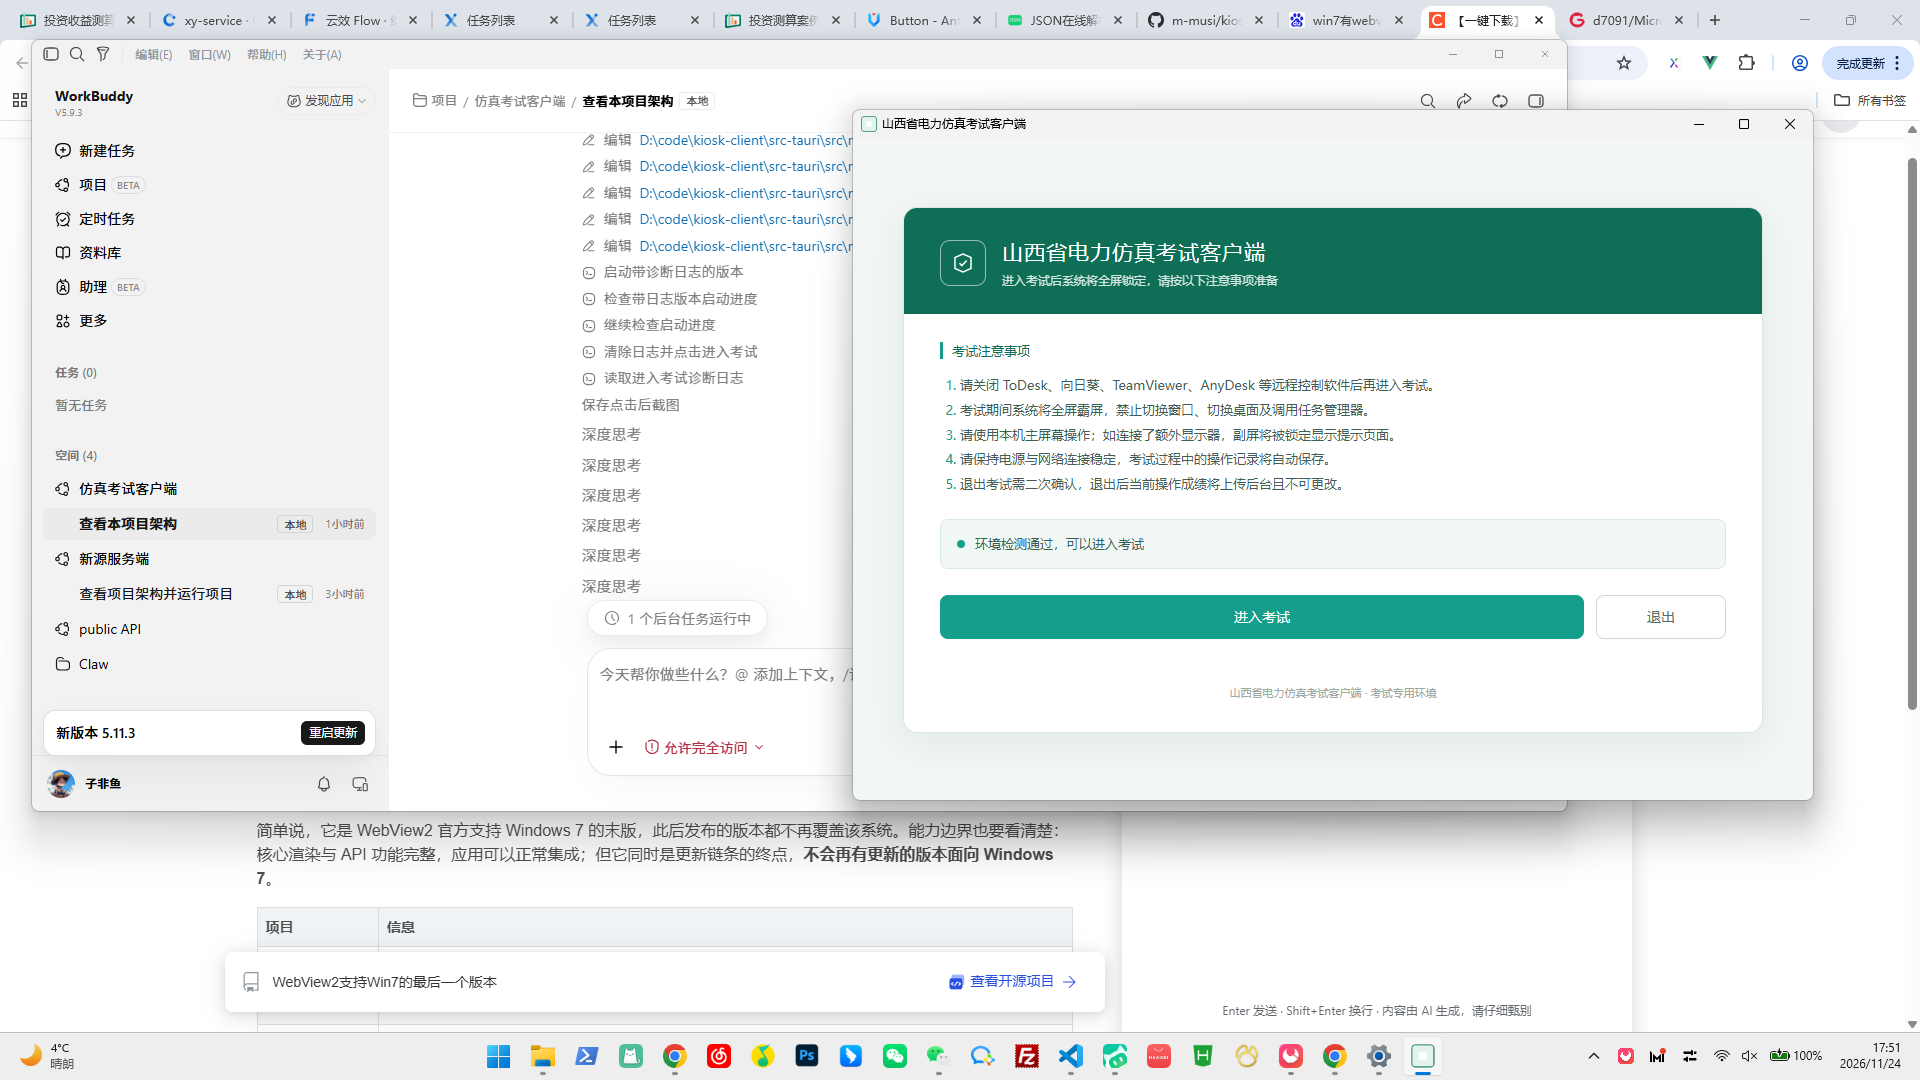 投资收益测算
xy-service ·
云效 Flow ·
任务列表
任务列表
投资测算案例
Button - Ant
JSON在线解
m-musi/kios
win7有webv
【一键下载】
d7091/Micr
完成更新
所有书签
编辑(E)
窗口(W)
帮助(H)
关于(A)
WorkBuddy
V5.9.3
发现应用
新建任务
项目 BETA
定时任务
资料库
助理 BETA
更多
任务 (0)
暂无任务
空间 (4)
仿真考试客户端
查看本项目架构 本地 1小时前
新源服务端
查看项目架构并运行项目 本地 3小时前
public API
Claw
新版本 5.11.3 重启更新
子非鱼
项目 / 仿真考试客户端 / 查看本项目架构 本地
编辑 D:\code\kiosk-client\src-tauri\src\r
编辑 D:\code\kiosk-client\src-tauri\src\r
编辑 D:\code\kiosk-client\src-tauri\src\r
编辑 D:\code\kiosk-client\src-tauri\src\r
编辑 D:\code\kiosk-client\src-tauri\src\r
启动带诊断日志的版本
检查带日志版本启动进度
继续检查启动进度
清除日志并点击进入考试
读取进入考试诊断日志
保存点击后截图
深度思考
深度思考
深度思考
深度思考
深度思考
深度思考
1 个后台任务运行中
今天帮你做些什么？@ 添加上下文，/
允许完全访问
山西省电力仿真考试客户端
山西省电力仿真考试客户端
进入考试后系统将全屏锁定，请按以下注意事项准备
考试注意事项
1. 请关闭 ToDesk、向日葵、TeamViewer、AnyDesk 等远程控制软件后再进入考试。
2. 考试期间系统将全屏霸屏，禁止切换窗口、切换桌面及调用任务管理器。
3. 请使用本机主屏幕操作；如连接了额外显示器，副屏将被锁定显示提示页面。
4. 请保持电源与网络连接稳定，考试过程中的操作记录将自动保存。
5. 退出考试需二次确认，退出后当前操作成绩将上传后台且不可更改。
环境检测通过，可以进入考试
进入考试
退出
山西省电力仿真考试客户端 · 考试专用环境
简单说，它是 WebView2 官方支持 Windows 7 的末版，此后发布的版本都不再覆盖该系统。能力边界也要看清楚：
核心渲染与 API 功能完整，应用可以正常集成；但它同时是更新链条的终点，不会再有更新的版本面向 Windows
7。
项目 信息
WebView2支持Win7的最后一个版本
查看开源项目
Enter 发送 · Shift+Enter 换行 · 内容由 AI 生成，请仔细甄别
4°C
晴朗
100%
17:51
2026/11/24